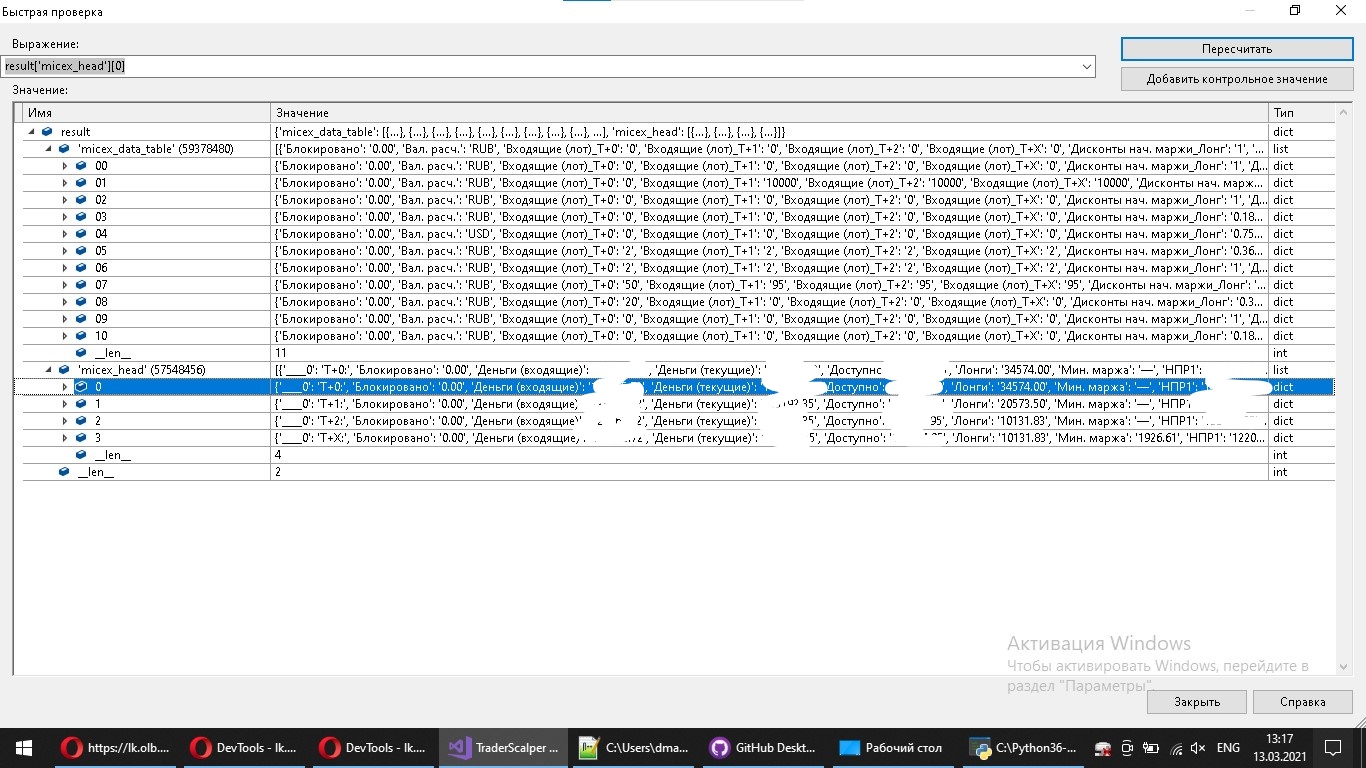 Быстрая проверка
Выражение:
result['micex_head'][0]
Пересчитать
Добавить контрольное значение
Значение:
Имя Значение Тип
result {'micex_data_table': [{...}, {...}, {...}, {...}, {...}, {...}, {...}, {...}, {...}, {...}, ...], 'micex_head': [{...}, {...}, {...}, {...}]} dict
'micex_data_table' (59378480) [{'Блокировано': '0.00', 'Вал. расч.': 'RUB', 'Входящие (лот)_T+0': '0', 'Входящие (лот)_T+1': '0', 'Входящие (лот)_T+2': '0', 'Входящие (лот)_T+X': '0', 'Дисконты нач. маржи_Лонг': '1', '... list
00 {'Блокировано': '0.00', 'Вал. расч.': 'RUB', 'Входящие (лот)_T+0': '0', 'Входящие (лот)_T+1': '0', 'Входящие (лот)_T+2': '0', 'Входящие (лот)_T+X': '0', 'Дисконты нач. маржи_Лонг': '1', 'Д... dict
01 {'Блокировано': '0.00', 'Вал. расч.': 'RUB', 'Входящие (лот)_T+0': '0', 'Входящие (лот)_T+1': '10000', 'Входящие (лот)_T+2': '10000', 'Входящие (лот)_T+X': '10000', 'Дисконты нач. марж... dict
02 {'Блокировано': '0.00', 'Вал. расч.': 'RUB', 'Входящие (лот)_T+0': '0', 'Входящие (лот)_T+1': '0', 'Входящие (лот)_T+2': '0', 'Входящие (лот)_T+X': '0', 'Дисконты нач. маржи_Лонг': '1', 'Д... dict
03 {'Блокировано': '0.00', 'Вал. расч.': 'RUB', 'Входящие (лот)_T+0': '0', 'Входящие (лот)_T+1': '0', 'Входящие (лот)_T+2': '0', 'Входящие (лот)_T+X': '0', 'Дисконты нач. маржи_Лонг': '0.18... dict
04 {'Блокировано': '0.00', 'Вал. расч.': 'USD', 'Входящие (лот)_T+0': '0', 'Входящие (лот)_T+1': '0', 'Входящие (лот)_T+2': '0', 'Входящие (лот)_T+X': '0', 'Дисконты нач. маржи_Лонг': '0.75... dict
05 {'Блокировано': '0.00', 'Вал. расч.': 'RUB', 'Входящие (лот)_T+0': '2', 'Входящие (лот)_T+1': '2', 'Входящие (лот)_T+2': '2', 'Входящие (лот)_T+X': '2', 'Дисконты нач. маржи_Лонг': '0.36... dict
06 {'Блокировано': '0.00', 'Вал. расч.': 'RUB', 'Входящие (лот)_T+0': '2', 'Входящие (лот)_T+1': '2', 'Входящие (лот)_T+2': '2', 'Входящие (лот)_T+X': '2', 'Дисконты нач. маржи_Лонг': '1', 'Д... dict
07 {'Блокировано': '0.00', 'Вал. расч.': 'RUB', 'Входящие (лот)_T+0': '50', 'Входящие (лот)_T+1': '95', 'Входящие (лот)_T+2': '95', 'Входящие (лот)_T+X': '95', 'Дисконты нач. маржи_Лонг': '... dict
08 {'Блокировано': '0.00', 'Вал. расч.': 'RUB', 'Входящие (лот)_T+0': '20', 'Входящие (лот)_T+1': '0', 'Входящие (лот)_T+2': '0', 'Входящие (лот)_T+X': '0', 'Дисконты нач. маржи_Лонг': '0.3... dict
09 {'Блокировано': '0.00', 'Вал. расч.': 'RUB', 'Входящие (лот)_T+0': '0', 'Входящие (лот)_T+1': '0', 'Входящие (лот)_T+2': '0', 'Входящие (лот)_T+X': '0', 'Дисконты нач. маржи_Лонг': '1', 'Д... dict
10 {'Блокировано': '0.00', 'Вал. расч.': 'RUB', 'Входящие (лот)_T+0': '0', 'Входящие (лот)_T+1': '0', 'Входящие (лот)_T+2': '0', 'Входящие (лот)_T+X': '0', 'Дисконты нач. маржи_Лонг': '0.18... dict
__len__ 11 int
'micex_head' (57548456) [{'____0': 'T+0:', 'Блокировано': '0.00', 'Деньги (входящие)': , 'Деньги (текущие)': ', 'Доступно , 'Лонги': '34574.00', 'Мин. маржа': '—', 'НПР1': list
0 {'____0': 'T+0:', 'Блокировано': '0.00', 'Деньги (входящие)': , 'Деньги (текущие)': , 'Доступно': , 'Лонги': '34574.00', 'Мин. маржа': '—', 'НПР1': dict
1 {'____0': 'T+1:', 'Блокировано': '0.00', 'Деньги (входящие) ', 'Деньги (текущие)': 'Доступно': 'Лонги': '20573.50', 'Мин. маржа': '—', 'НПР1' dict
2 {'____0': 'T+2:', 'Блокировано': '0.00', 'Деньги (входящие)': 'Деньги (текущие)': 'Доступно' 'Лонги': '10131.83', 'Мин. маржа': '—', 'НПР1': dict
3 {'____0': 'T+X:', 'Блокировано': '0.00', 'Деньги (входящие) 'Деньги (текущие)': 'Доступно': 'Лонги': '10131.83', 'Мин. маржа': '1926.61', 'НПР1': '1220... dict
__len__ 4 int
__len__ 2 int
Активация Windows
Чтобы активировать Windows, перейдите в
раздел "Параметры".
Закрыть Справка
https://lk.olb.... DevTools - lk.... DevTools - lk.... TraderScalper ... C:\Users\dma... GitHub Deskt... Рабочий стол C:\Python36-... ENG 13:17
13.03.2021